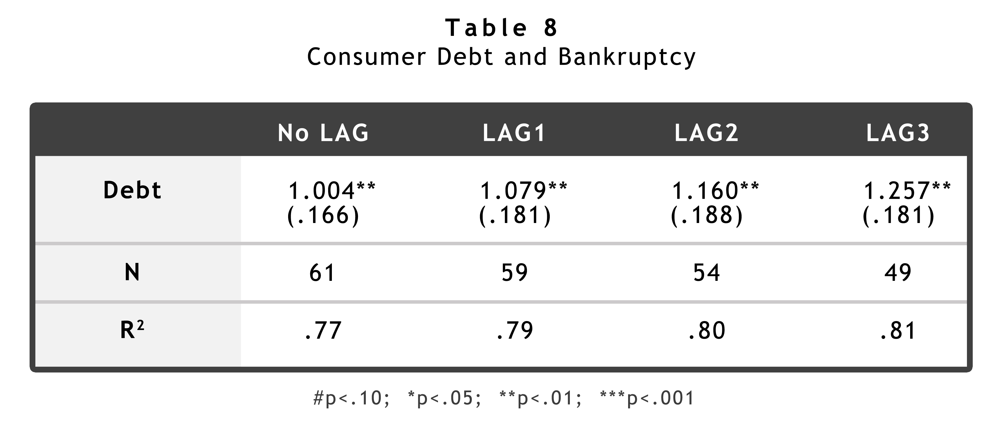 Table 8
Consumer Debt and Bankruptcy
No LAG LAG1 LAG2 LAG3
Debt 1.004** 1.079** 1.160** 1.257**
(.166) (.181) (.188) (.181)
N 61 59 54 49
R² .77 .79 .80 .81
#p<.10; *p<.05; **p<.01; ***p<.001